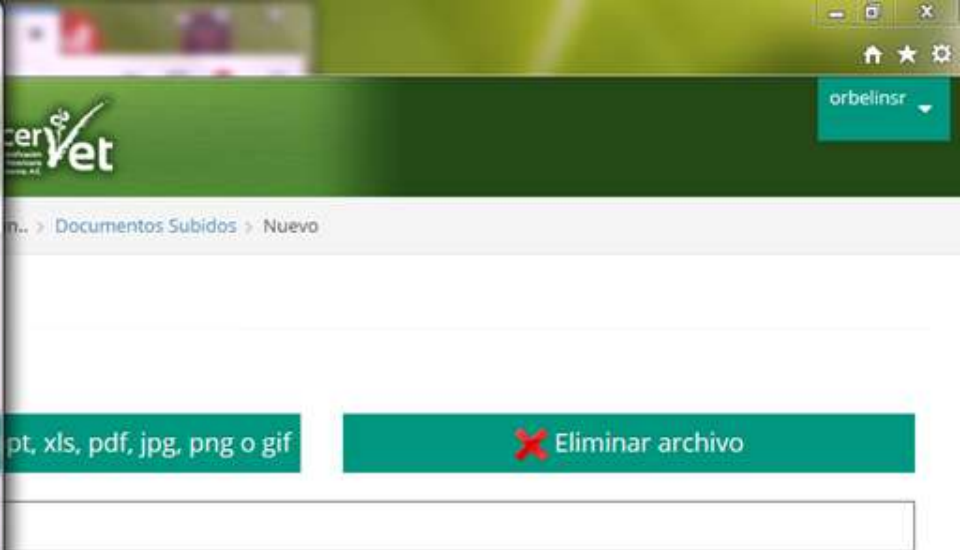 orbelinsr
cerVet
n.. > Documentos Subidos > Nuevo
pt, xls, pdf, jpg, png o gif
Eliminar archivo